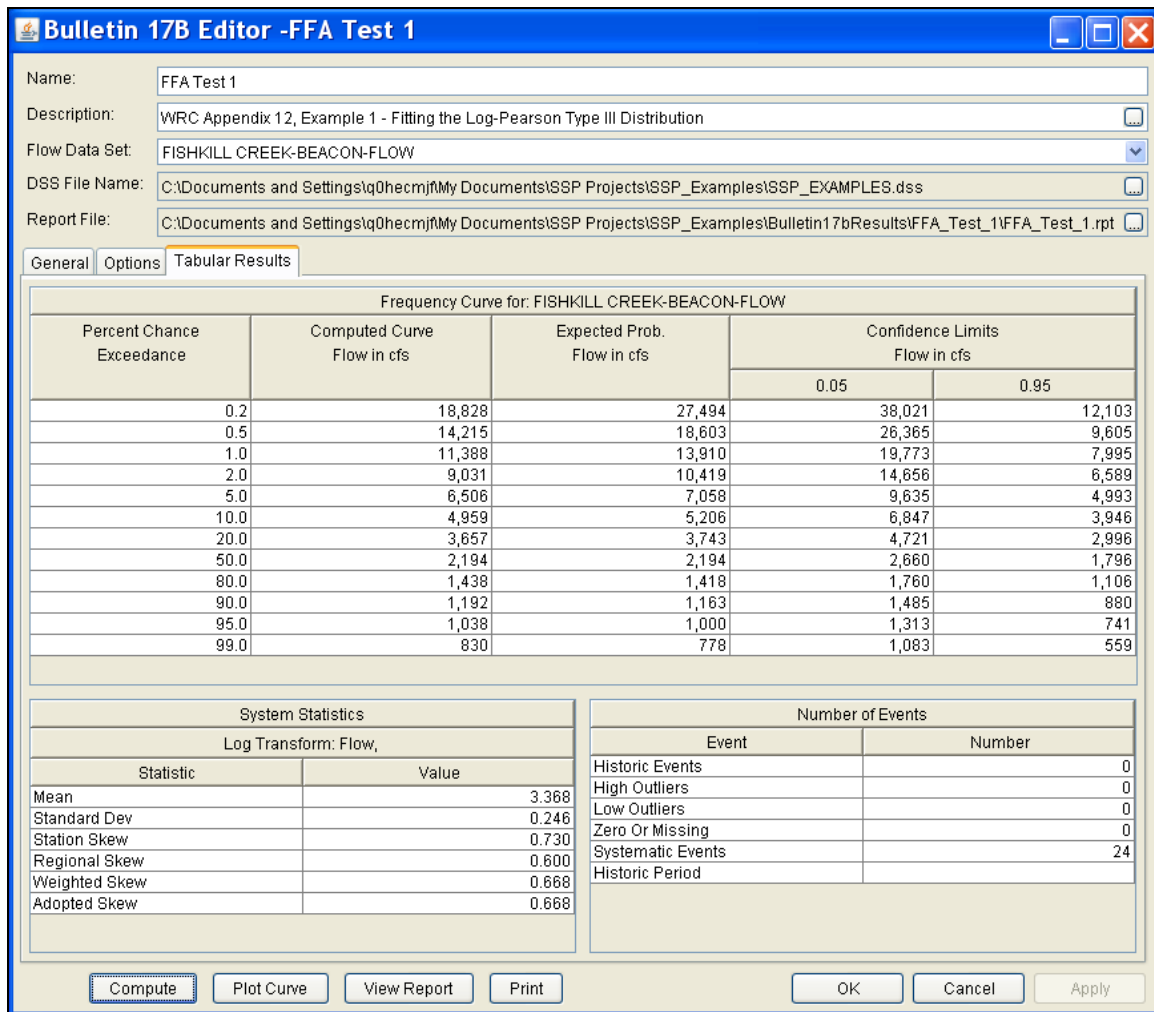 Bulletin 17B Editor -FFA Test 1
Name: FFA Test 1
Description: WRC Appendix 12, Example 1 - Fitting the Log-Pearson Type III Distribution ...
Flow Data Set: FISHKILL CREEK-BEACON-FLOW
DSS File Name: C:\Documents and Settings\q0hecmjf\My Documents\SSP Projects\SSP_Examples\SSP_EXAMPLES.dss ...
Report File: C:\Documents and Settings\q0hecmjf\My Documents\SSP Projects\SSP_Examples\Bulletin17bResults\FFA_Test_1\FFA_Test_1.rpt ...
General Options Tabular Results
Frequency Curve for: FISHKILL CREEK-BEACON-FLOW
Percent Chance Computed Curve Expected Prob. Confidence Limits
Exceedance Flow in cfs Flow in cfs Flow in cfs
0.05 0.95
0.2 18,828 27,494 38,021 12,103
0.5 14,215 18,603 26,365 9,605
1.0 11,388 13,910 19,773 7,995
2.0 9,031 10,419 14,656 6,589
5.0 6,506 7,058 9,635 4,993
10.0 4,959 5,206 6,847 3,946
20.0 3,657 3,743 4,721 2,996
50.0 2,194 2,194 2,660 1,796
80.0 1,438 1,418 1,760 1,106
90.0 1,192 1,163 1,485 880
95.0 1,038 1,000 1,313 741
99.0 830 778 1,083 559
System Statistics
Log Transform: Flow,
Statistic Value
Mean 3.368
Standard Dev 0.246
Station Skew 0.730
Regional Skew 0.600
Weighted Skew 0.668
Adopted Skew 0.668
Number of Events
Event Number
Historic Events 0
High Outliers 0
Low Outliers 0
Zero Or Missing 0
Systematic Events 24
Historic Period
Compute Plot Curve View Report Print OK Cancel Apply